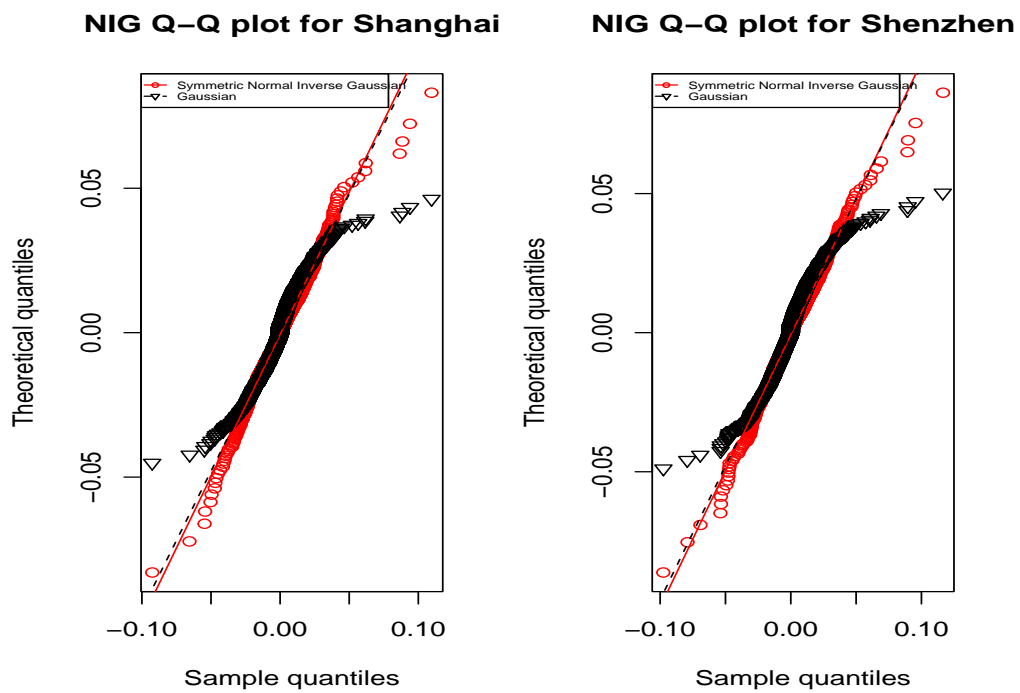 NIG Q−Q plot for Shanghai
Symmetric Normal Inverse Gaussian
Gaussian
0.05
0.00
−0.05
Theoretical quantiles
−0.10
0.00
0.10
Sample quantiles
NIG Q−Q plot for Shenzhen
Symmetric Normal Inverse Gaussian
Gaussian
0.05
0.00
−0.05
Theoretical quantiles
−0.10
0.00
0.10
Sample quantiles